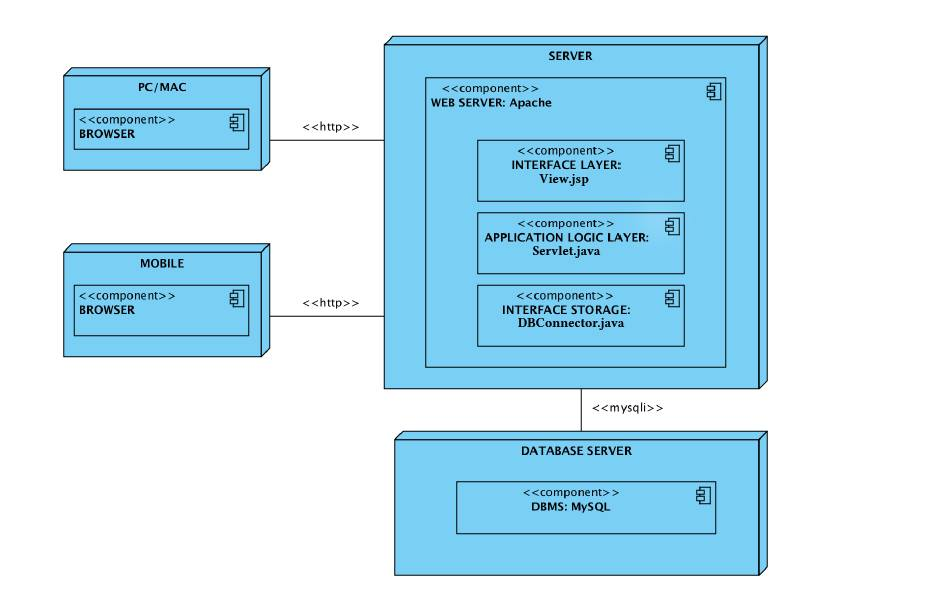 PC/MAC
<<component>>
BROWSER
<<http>>
MOBILE
<<component>>
BROWSER
<<http>>
SERVER
<<component>>
WEB SERVER: Apache
<<component>>
INTERFACE LAYER:
View.jsp
<<component>>
APPLICATION LOGIC LAYER:
Servlet.java
<<component>>
INTERFACE STORAGE:
DBConnector.java
<<mysqli>>
DATABASE SERVER
<<component>>
DBMS: MySQL